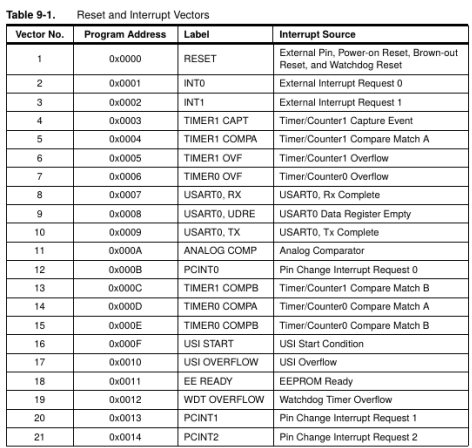 Table 9-1. Reset and Interrupt Vectors
Vector No. Program Address Label Interrupt Source
1 0x0000 RESET External Pin, Power-on Reset, Brown-out
Reset, and Watchdog Reset
2 0x0001 INT0 External Interrupt Request 0
3 0x0002 INT1 External Interrupt Request 1
4 0x0003 TIMER1 CAPT Timer/Counter1 Capture Event
5 0x0004 TIMER1 COMPA Timer/Counter1 Compare Match A
6 0x0005 TIMER1 OVF Timer/Counter1 Overflow
7 0x0006 TIMER0 OVF Timer/Counter0 Overflow
8 0x0007 USART0, RX USART0, Rx Complete
9 0x0008 USART0, UDRE USART0 Data Register Empty
10 0x0009 USART0, TX USART0, Tx Complete
11 0x000A ANALOG COMP Analog Comparator
12 0x000B PCINT0 Pin Change Interrupt Request 0
13 0x000C TIMER1 COMPB Timer/Counter1 Compare Match B
14 0x000D TIMER0 COMPA Timer/Counter0 Compare Match A
15 0x000E TIMER0 COMPB Timer/Counter0 Compare Match B
16 0x000F USI START USI Start Condition
17 0x0010 USI OVERFLOW USI Overflow
18 0x0011 EE READY EEPROM Ready
19 0x0012 WDT OVERFLOW Watchdog Timer Overflow
20 0x0013 PCINT1 Pin Change Interrupt Request 1
21 0x0014 PCINT2 Pin Change Interrupt Request 2